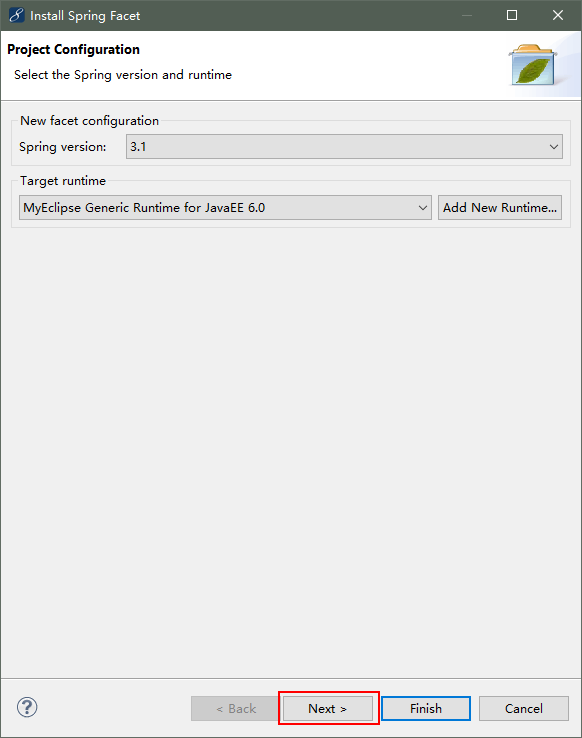 Install Spring Facet
Project Configuration
Select the Spring version and runtime
New facet configuration
Spring version: 3.1
Target runtime
MyEclipse Generic Runtime for JavaEE 6.0 Add New Runtime...
? < Back Next > Finish Cancel